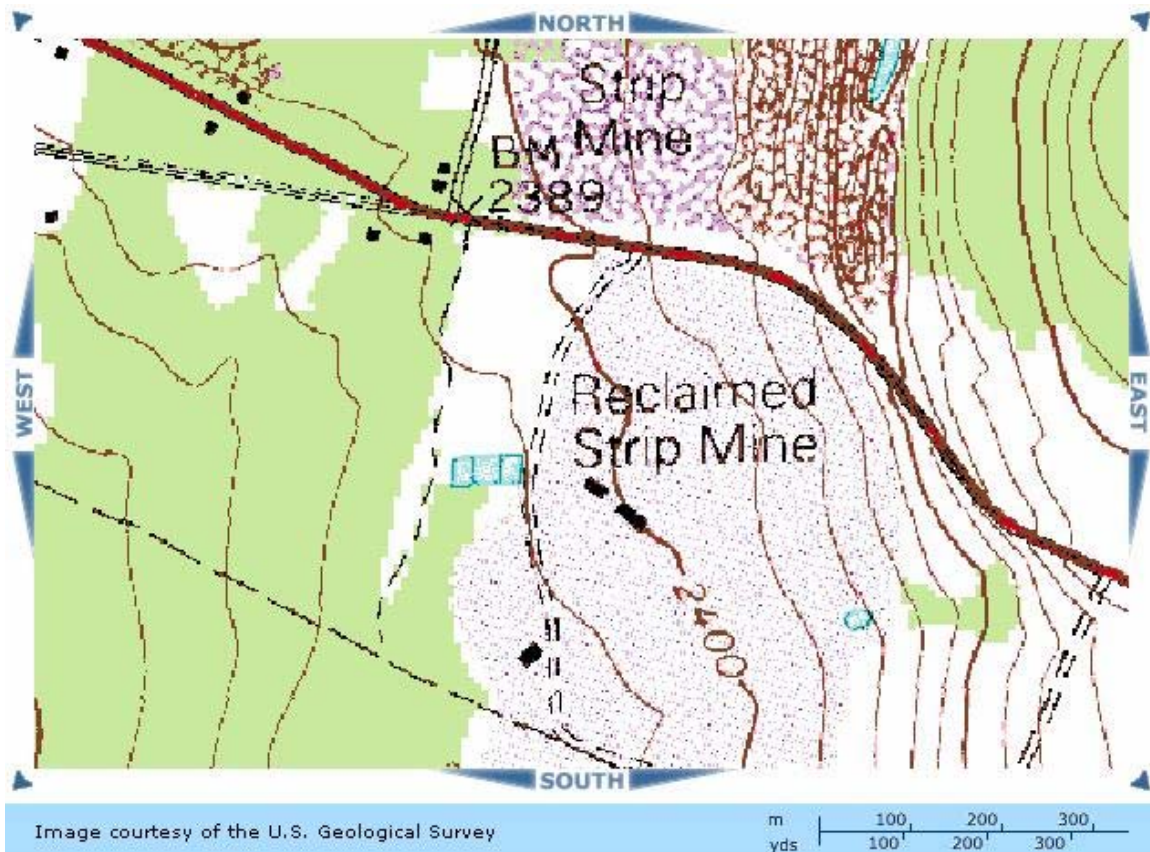 NORTH
Strip
Mine
BM
2389
WEST
EAST
Reclaimed
Strip Mine
2400
SOUTH
Image courtesy of the U.S. Geological Survey
m 100 200 300
yds 100 200 300